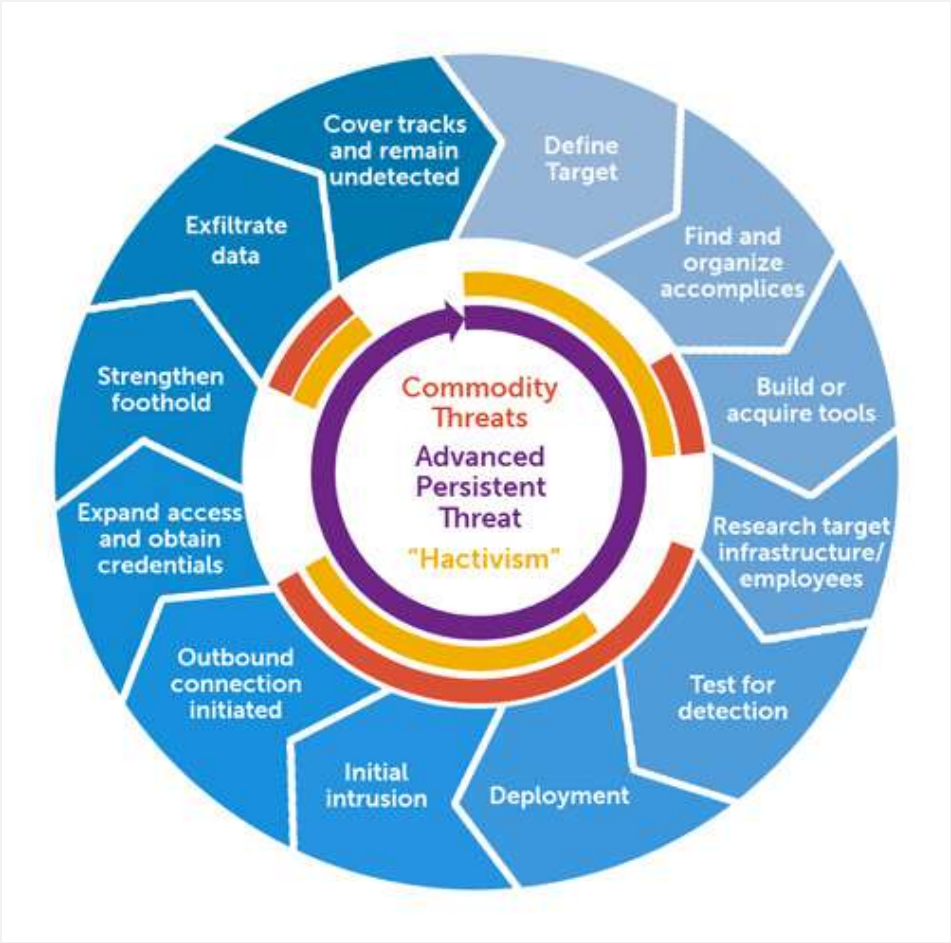 Cover tracks
and remain
undetected
Define
Target
Find and
organize
accomplices
Build or
acquire tools
Research target
infrastructure/
employees
Test for
detection
Deployment
Initial
intrusion
Outbound
connection
initiated
Expand access
and obtain
credentials
Strengthen
foothold
Exfiltrate
data
Commodity
Threats
Advanced
Persistent
Threat
“Hactivism”